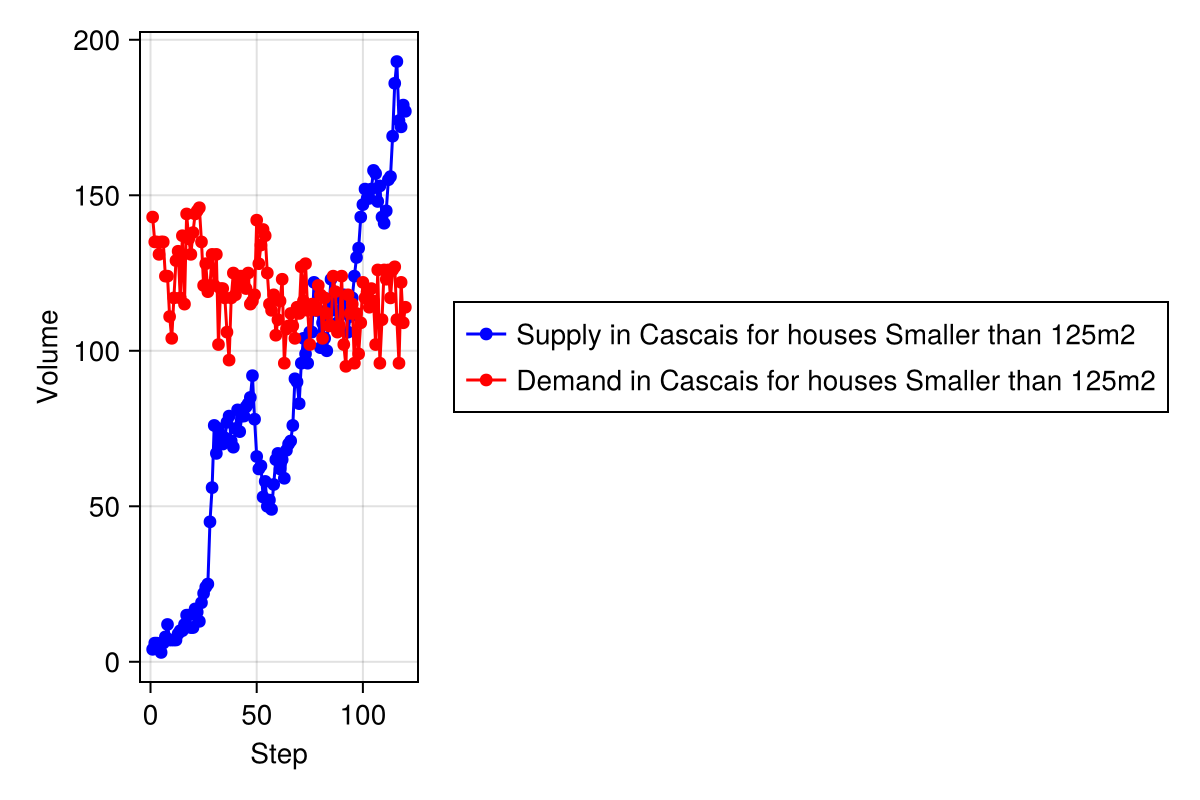 200
150
100
50
0
Volume
0 50 100
Step
Supply in Cascais for houses Smaller than 125m2
Demand in Cascais for houses Smaller than 125m2